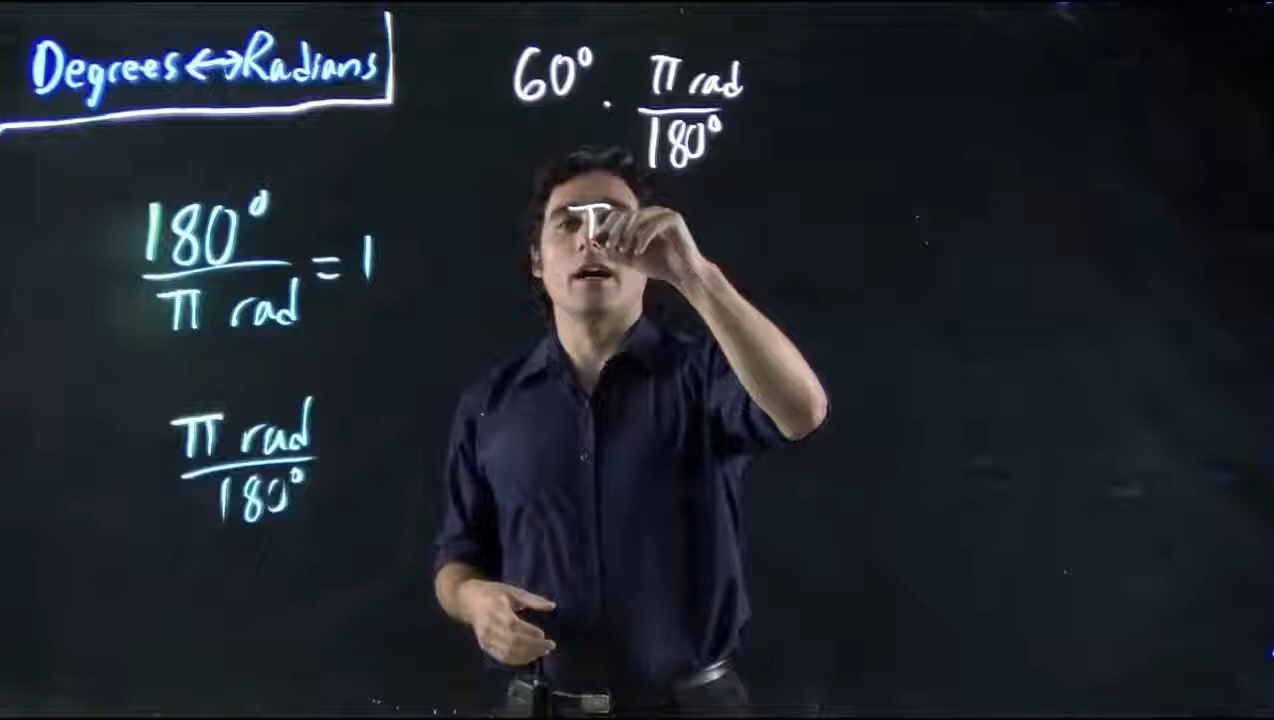 Degrees ↔ Radians
180° / π rad = 1
π rad / 180°
60° · π rad / 180°